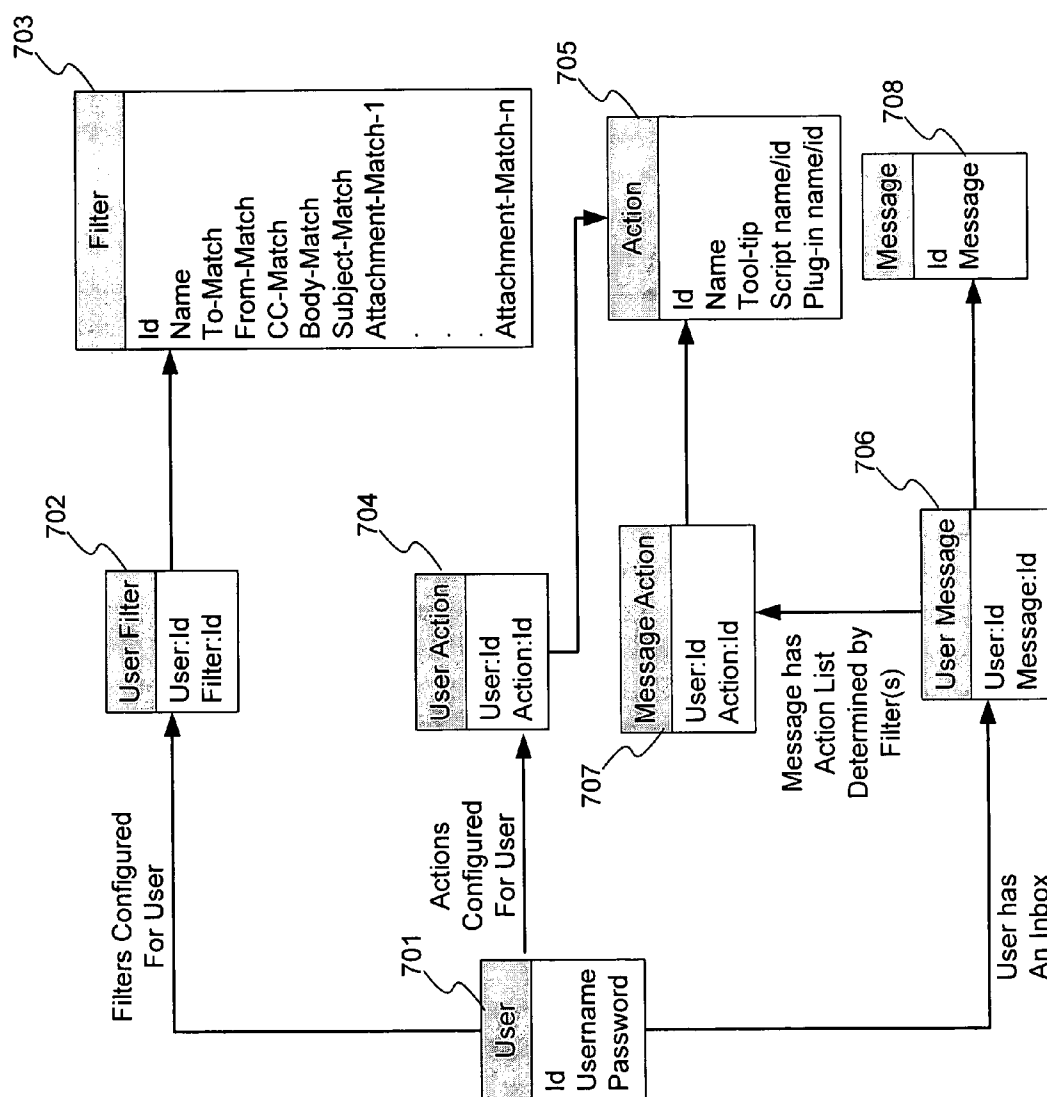 703
Filter
Id
Name
To-Match
From-Match
CC-Match
Body-Match
Subject-Match
Attachment-Match-1
. . .
Attachment-Match-n
702
User Filter
User:Id
Filter:Id
Filters Configured
For User
705
Action
Id
Name
Tool-tip
Script name/id
Plug-in name/id
704
User Action
User:Id
Action:Id
Actions
Configured
For User
701
User
Id
Username
Password
Message Action
User:Id
Action:Id
707
Message has
Action List
Determined by
Filter(s)
708
Message
Id
Message
706
User Message
User:Id
Message:Id
User has
An Inbox